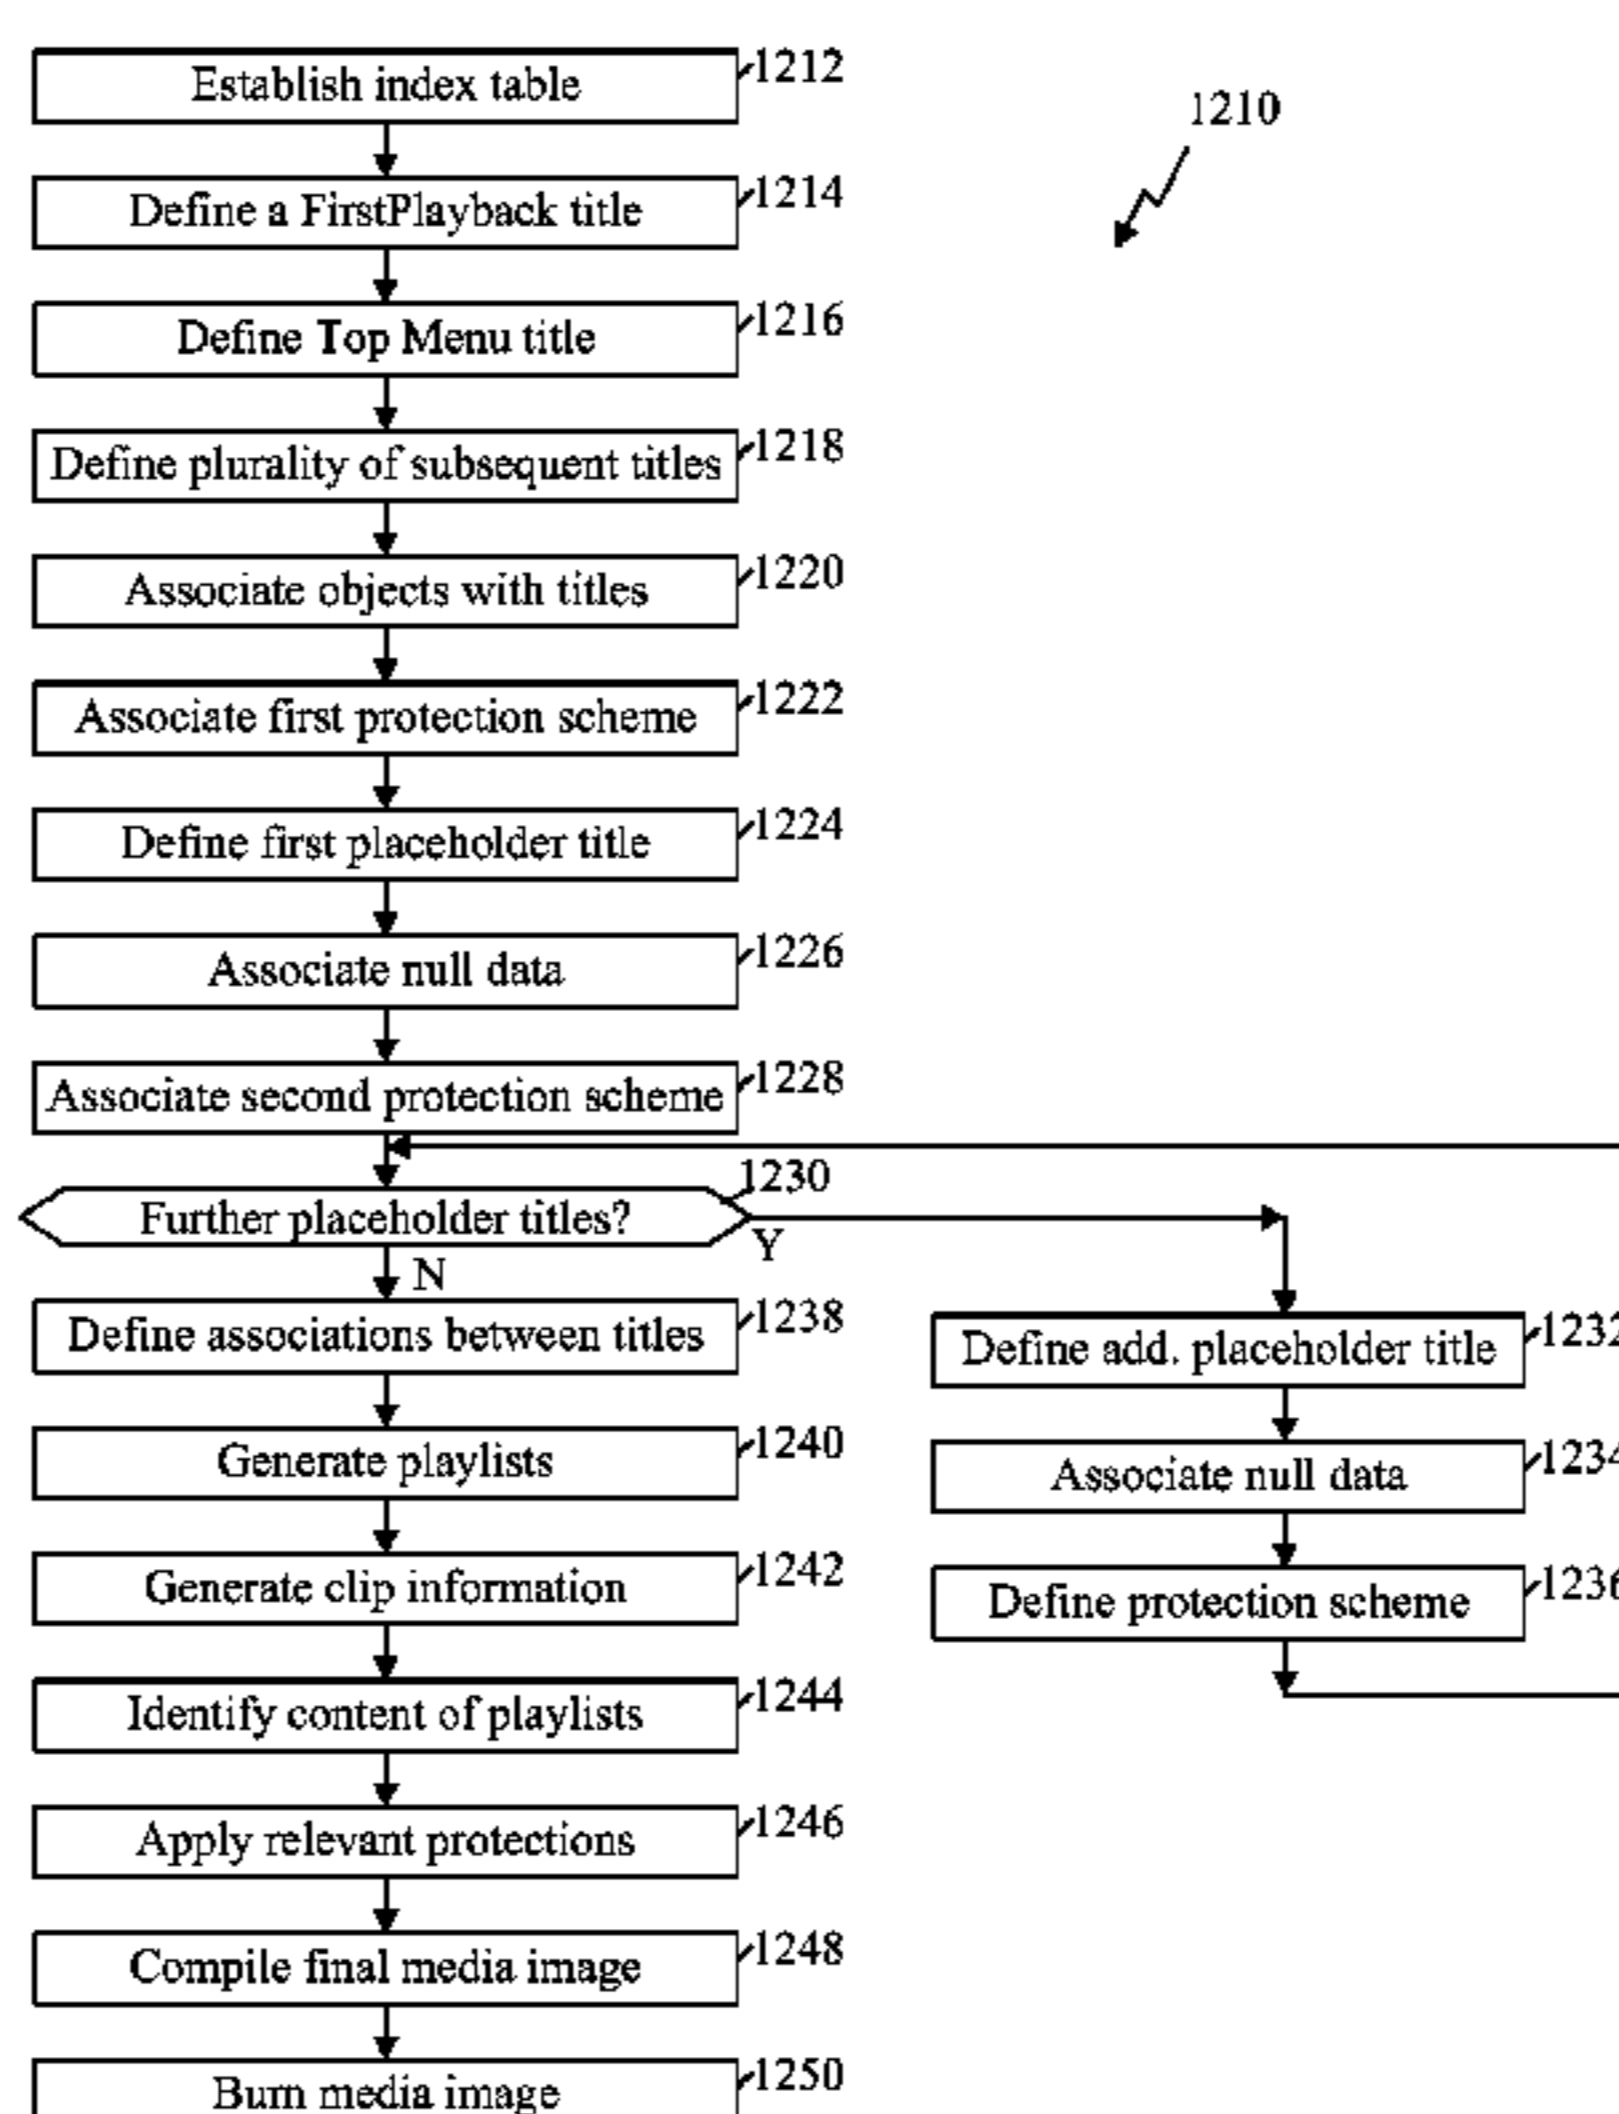 Establish index table 1212
1210
Define a FirstPlayback title 1214
Define Top Menu title 1216
Define plurality of subsequent titles 1218
Associate objects with titles 1220
Associate first protection scheme 1222
Define first placeholder title 1224
Associate null data 1226
Associate second protection scheme 1228
Further placeholder titles? 1230
Y
N
Define associations between titles 1238
Define add. placeholder title 1232
Generate playlists 1240
Associate null data 1234
Generate clip information 1242
Define protection scheme 1236
Identify content of playlists 1244
Apply relevant protections 1246
Compile final media image 1248
Burn media image 1250